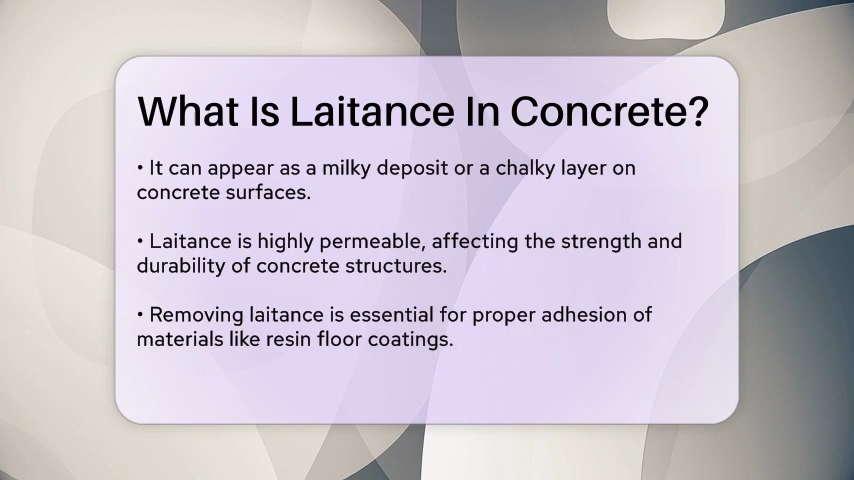 What Is Laitance In Concrete?
• It can appear as a milky deposit or a chalky layer on
concrete surfaces.
• Laitance is highly permeable, affecting the strength and
durability of concrete structures.
• Removing laitance is essential for proper adhesion of
materials like resin floor coatings.